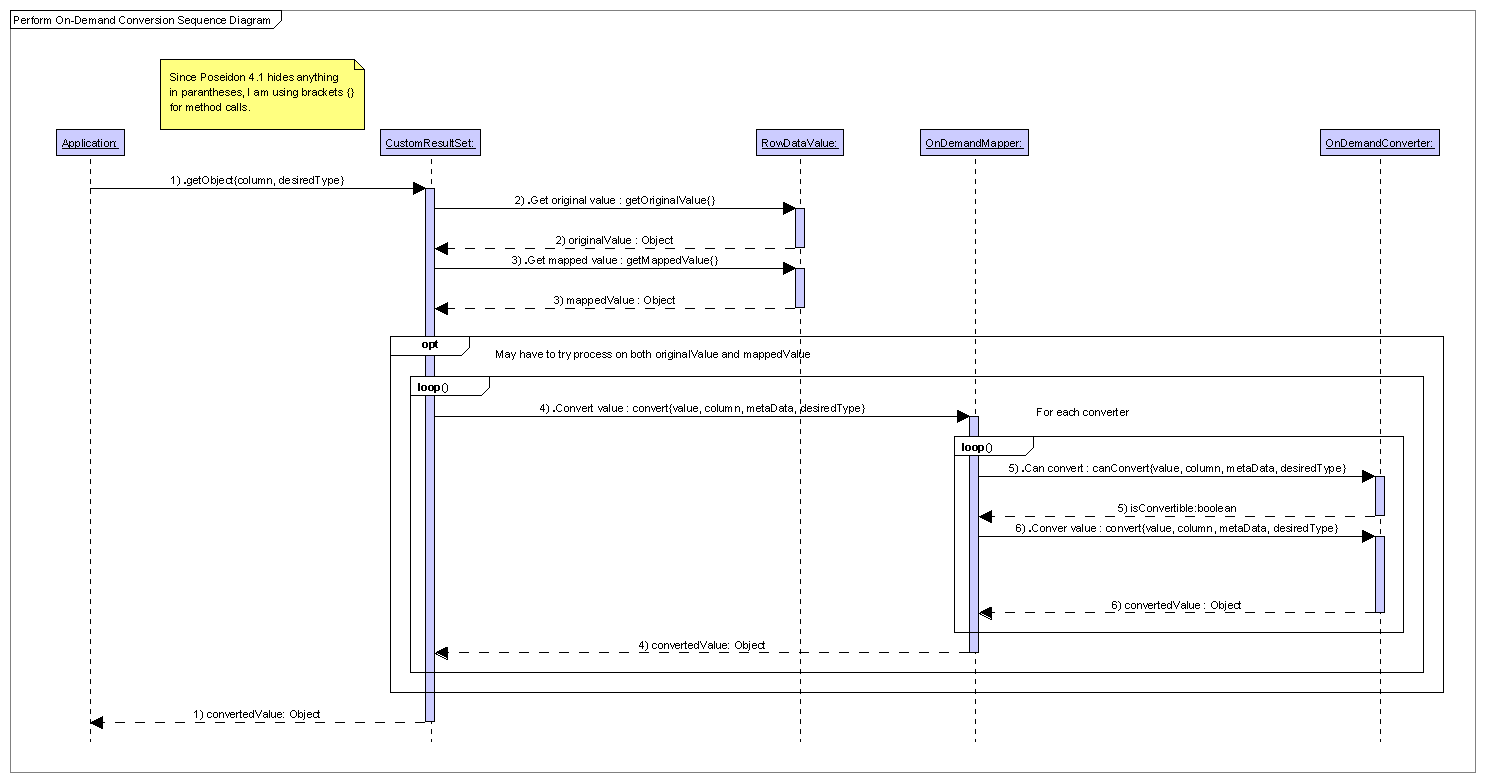 Perform On-Demand Conversion Sequence Diagram
Since Poseidon 4.1 hides anything
in parantheses, I am using brackets {}
for method calls.
Application:
CustomResultSet:
RowDataValue:
OnDemandMapper:
OnDemandConverter:
1) .getObject{column, desiredType}
2) .Get original value : getOriginalValue{}
2) originalValue : Object
3) .Get mapped value : getMappedValue{}
3) mappedValue : Object
opt
May have to try process on both originalValue and mappedValue
loop()
4) .Convert value : convert{value, column, metaData, desiredType}
For each converter
loop()
5) .Can convert : canConvert{value, column, metaData, desiredType}
5) isConvertible:boolean
6) .Conver value : convert{value, column, metaData, desiredType}
6) convertedValue : Object
4) convertedValue: Object
1) convertedValue: Object